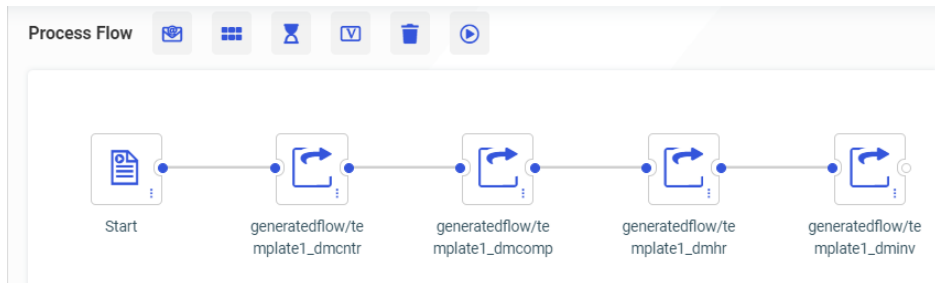 Process Flow
V
Start
generatedflow/te
mplate1_dmcntr
generatedflow/te
mplate1_dmcomp
generatedflow/te
mplate1_dmhr
generatedflow/te
mplate1_dminv